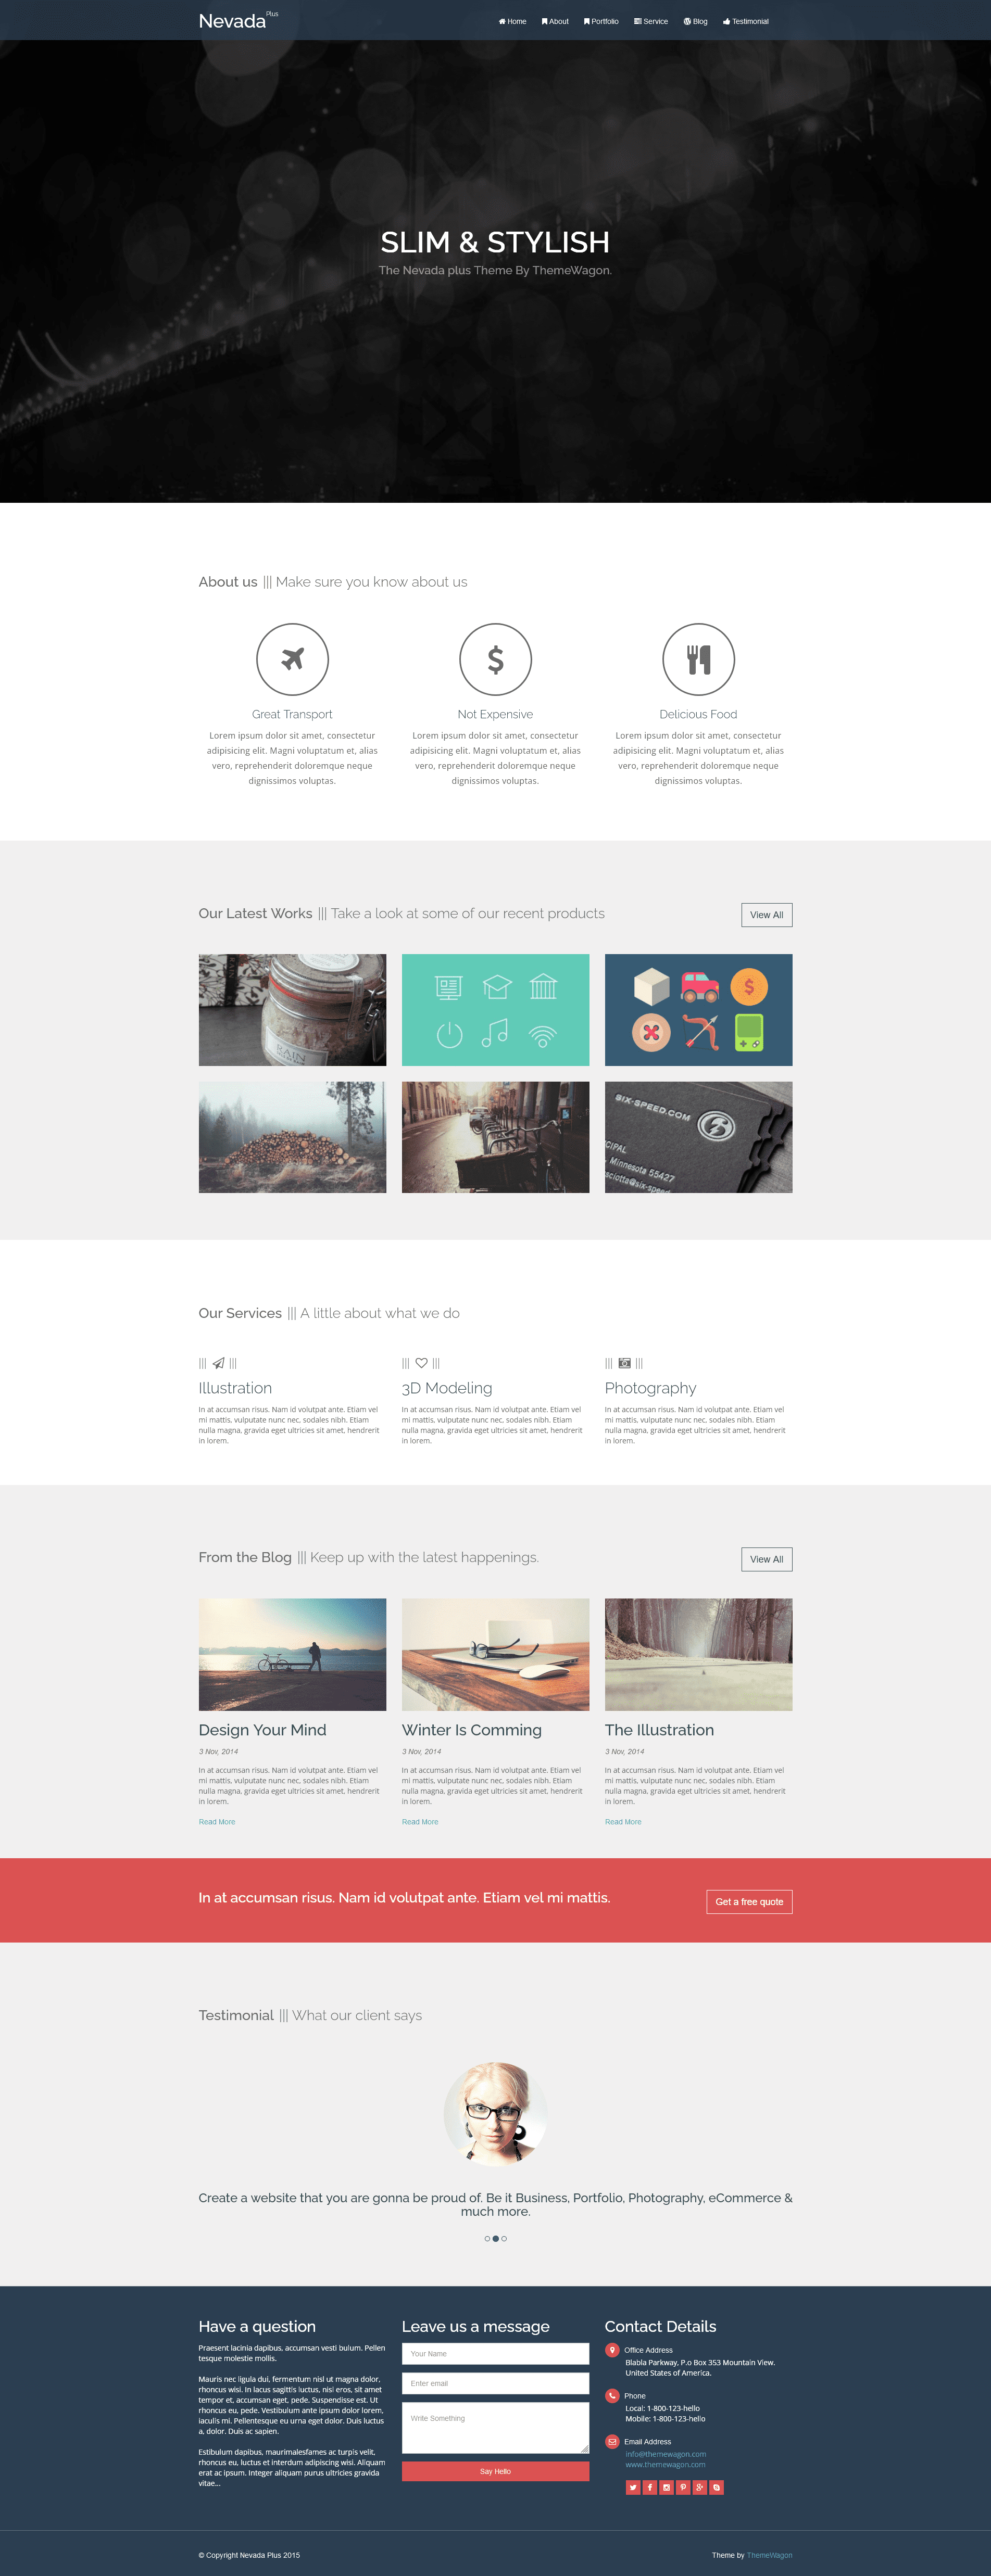 Nevada Plus
Home About Portfolio Service Blog Testimonial
SLIM & STYLISH
The Nevada plus Theme By ThemeWagon.
About us ||| Make sure you know about us
Great Transport
Lorem ipsum dolor sit amet, consectetur
adipisicing elit. Magni voluptatum et, alias
vero, reprehenderit doloremque neque
dignissimos voluptas.
Not Expensive
Lorem ipsum dolor sit amet, consectetur
adipisicing elit. Magni voluptatum et, alias
vero, reprehenderit doloremque neque
dignissimos voluptas.
Delicious Food
Lorem ipsum dolor sit amet, consectetur
adipisicing elit. Magni voluptatum et, alias
vero, reprehenderit doloremque neque
dignissimos voluptas.
Our Latest Works ||| Take a look at some of our recent products
View All
RAIN
SIX-SPEED.COM
CIPAL
Minnesota 55427
sciotta@six-speed
Our Services ||| A little about what we do
||| |||
Illustration
In at accumsan risus. Nam id volutpat ante. Etiam vel
mi mattis, vulputate nunc nec, sodales nibh. Etiam
nulla magna, gravida eget ultricies sit amet, hendrerit
in lorem.
||| |||
3D Modeling
In at accumsan risus. Nam id volutpat ante. Etiam vel
mi mattis, vulputate nunc nec, sodales nibh. Etiam
nulla magna, gravida eget ultricies sit amet, hendrerit
in lorem.
||| |||
Photography
In at accumsan risus. Nam id volutpat ante. Etiam vel
mi mattis, vulputate nunc nec, sodales nibh. Etiam
nulla magna, gravida eget ultricies sit amet, hendrerit
in lorem.
From the Blog ||| Keep up with the latest happenings.
View All
Design Your Mind
3 Nov, 2014
In at accumsan risus. Nam id volutpat ante. Etiam vel
mi mattis, vulputate nunc nec, sodales nibh. Etiam
nulla magna, gravida eget ultricies sit amet, hendrerit
in lorem.
Read More
Winter Is Comming
3 Nov, 2014
In at accumsan risus. Nam id volutpat ante. Etiam vel
mi mattis, vulputate nunc nec, sodales nibh. Etiam
nulla magna, gravida eget ultricies sit amet, hendrerit
in lorem.
Read More
The Illustration
3 Nov, 2014
In at accumsan risus. Nam id volutpat ante. Etiam vel
mi mattis, vulputate nunc nec, sodales nibh. Etiam
nulla magna, gravida eget ultricies sit amet, hendrerit
in lorem.
Read More
In at accumsan risus. Nam id volutpat ante. Etiam vel mi mattis.
Get a free quote
Testimonial ||| What our client says
Create a website that you are gonna be proud of. Be it Business, Portfolio, Photography, eCommerce &
much more.
Have a question
Praesent lacinia dapibus, accumsan vesti bulum. Pellen
tesque molestie mollis.
Mauris nec ligula dui, fermentum nisl ut magna dolor,
rhoncus wisi. In lacus sagittis luctus, nisl eros, sit amet
tempor et, accumsan eget, pede. Suspendisse est. Ut
rhoncus eu, pede. Vestibulum ante ipsum dolor lorem,
iaculis mi. Pellentesque eu urna eget dolor. Duis luctus
a, dolor. Duis ac sapien.
Estibulum dapibus, maurimalesfames ac turpis velit,
rhoncus eu, luctus et interdum adipiscing wisi. Aliquam
erat ac ipsum. Integer aliquam purus ultricies gravida
vitae...
Leave us a message
Your Name
Enter email
Write Something
Say Hello
Contact Details
Office Address
Blabla Parkway, P.o Box 353 Mountain View.
United States of America.
Phone
Local: 1-800-123-hello
Mobile: 1-800-123-hello
Email Address
info@themewagon.com
www.themewagon.com
© Copyright Nevada Plus 2015
Theme by ThemeWagon